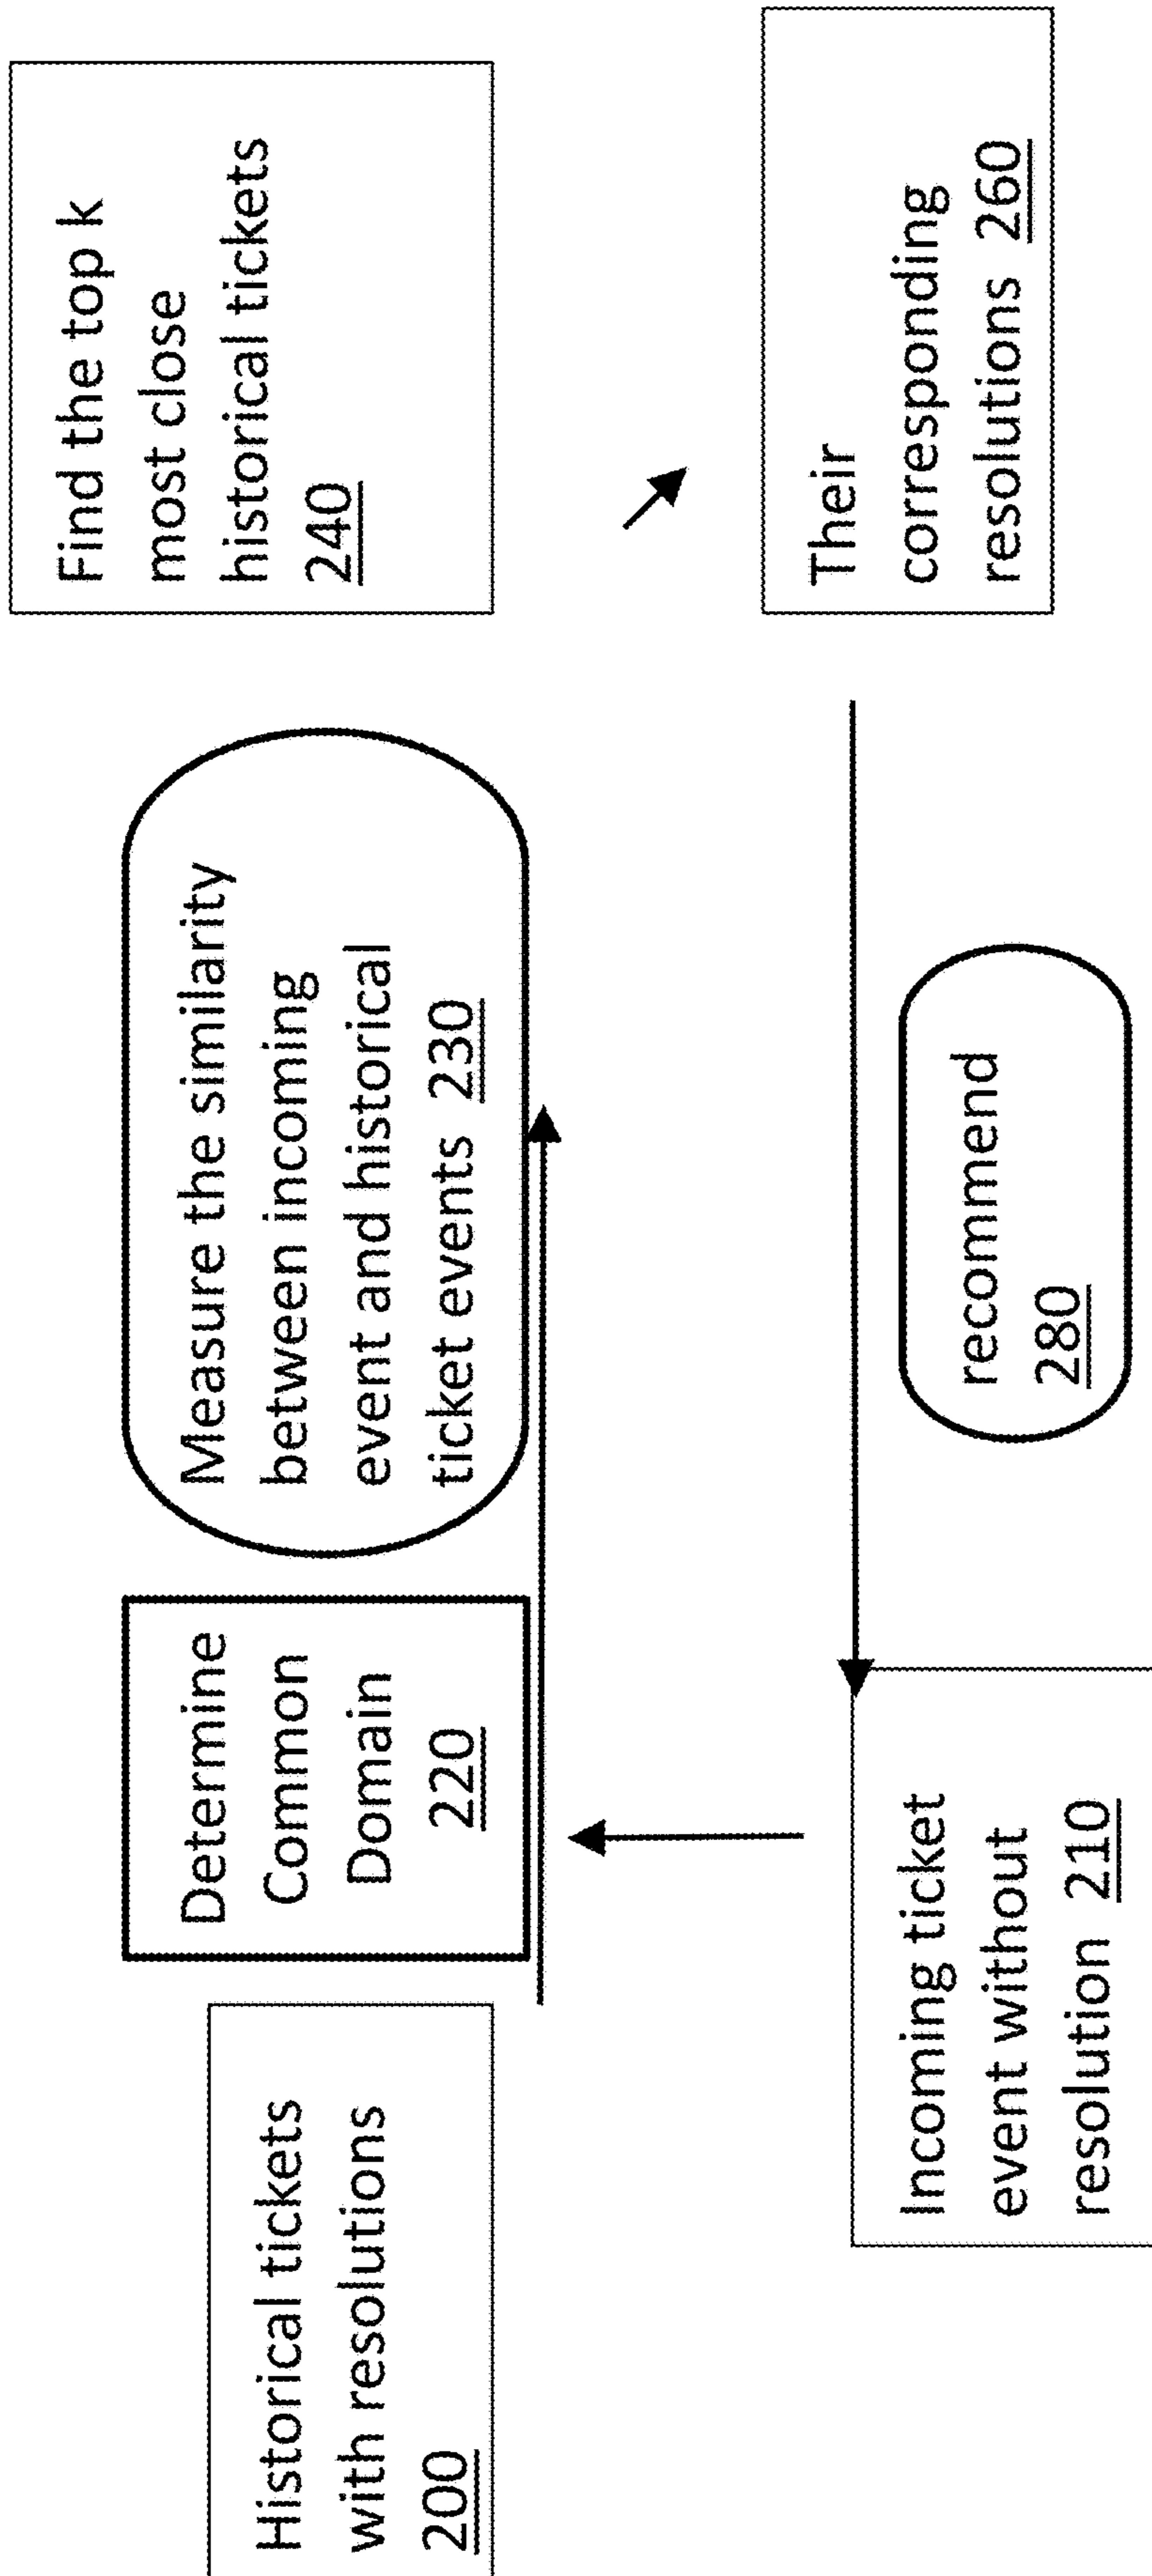 Historical tickets
with resolutions
200
Determine
Common
Domain
220
Measure the similarity
between incoming
event and historical
ticket events 230
Find the top k
most close
historical tickets
240
Incoming ticket
event without
resolution 210
recommend
280
Their
corresponding
resolutions 260